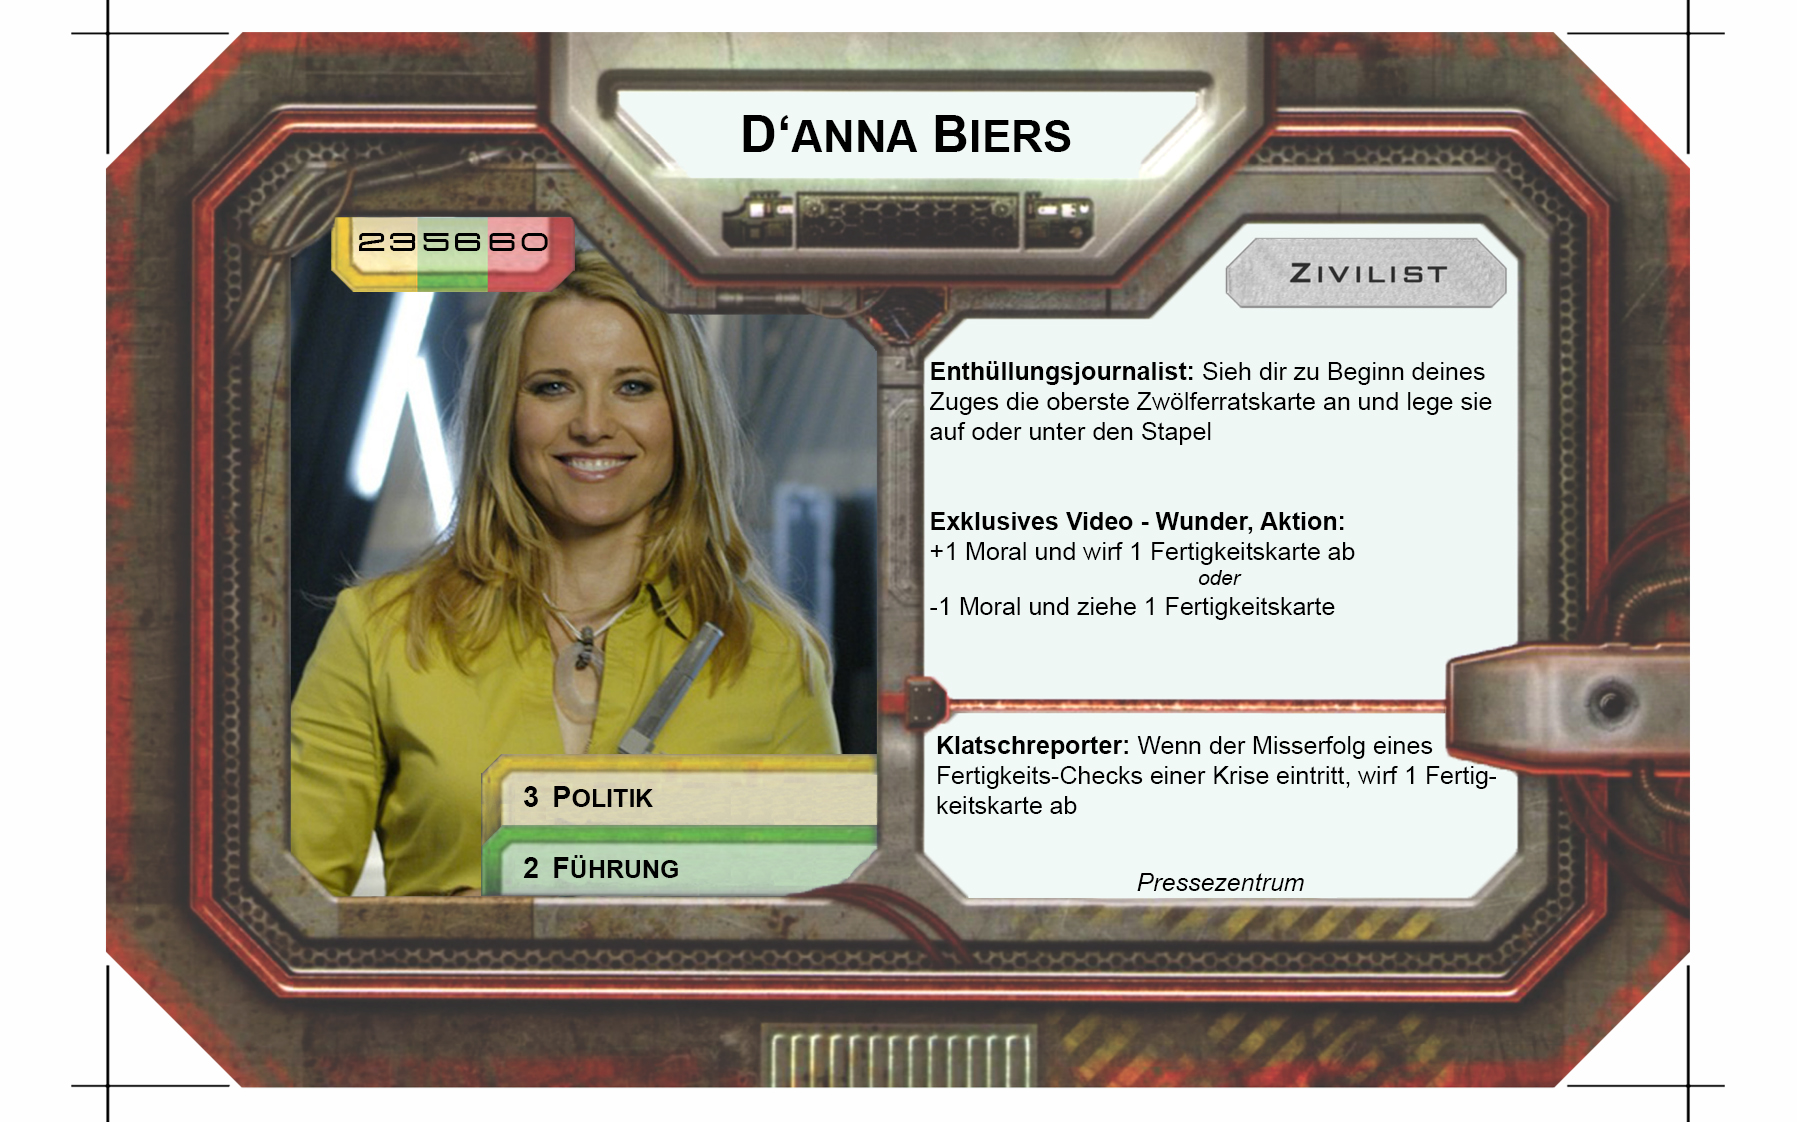 D‘ANNA BIERS
235660
ZIVILIST
Enthüllungsjournalist: Sieh dir zu Beginn deines
Zuges die oberste Zwölferratskarte an und lege sie
auf oder unter den Stapel
Exklusives Video - Wunder, Aktion:
+1 Moral und wirf 1 Fertigkeitskarte ab
oder
-1 Moral und ziehe 1 Fertigkeitskarte
Klatschreporter: Wenn der Misserfolg eines
Fertigkeits-Checks einer Krise eintritt, wirf 1 Fertig-
keitskarte ab
Pressezentrum
3 POLITIK
2 FÜHRUNG